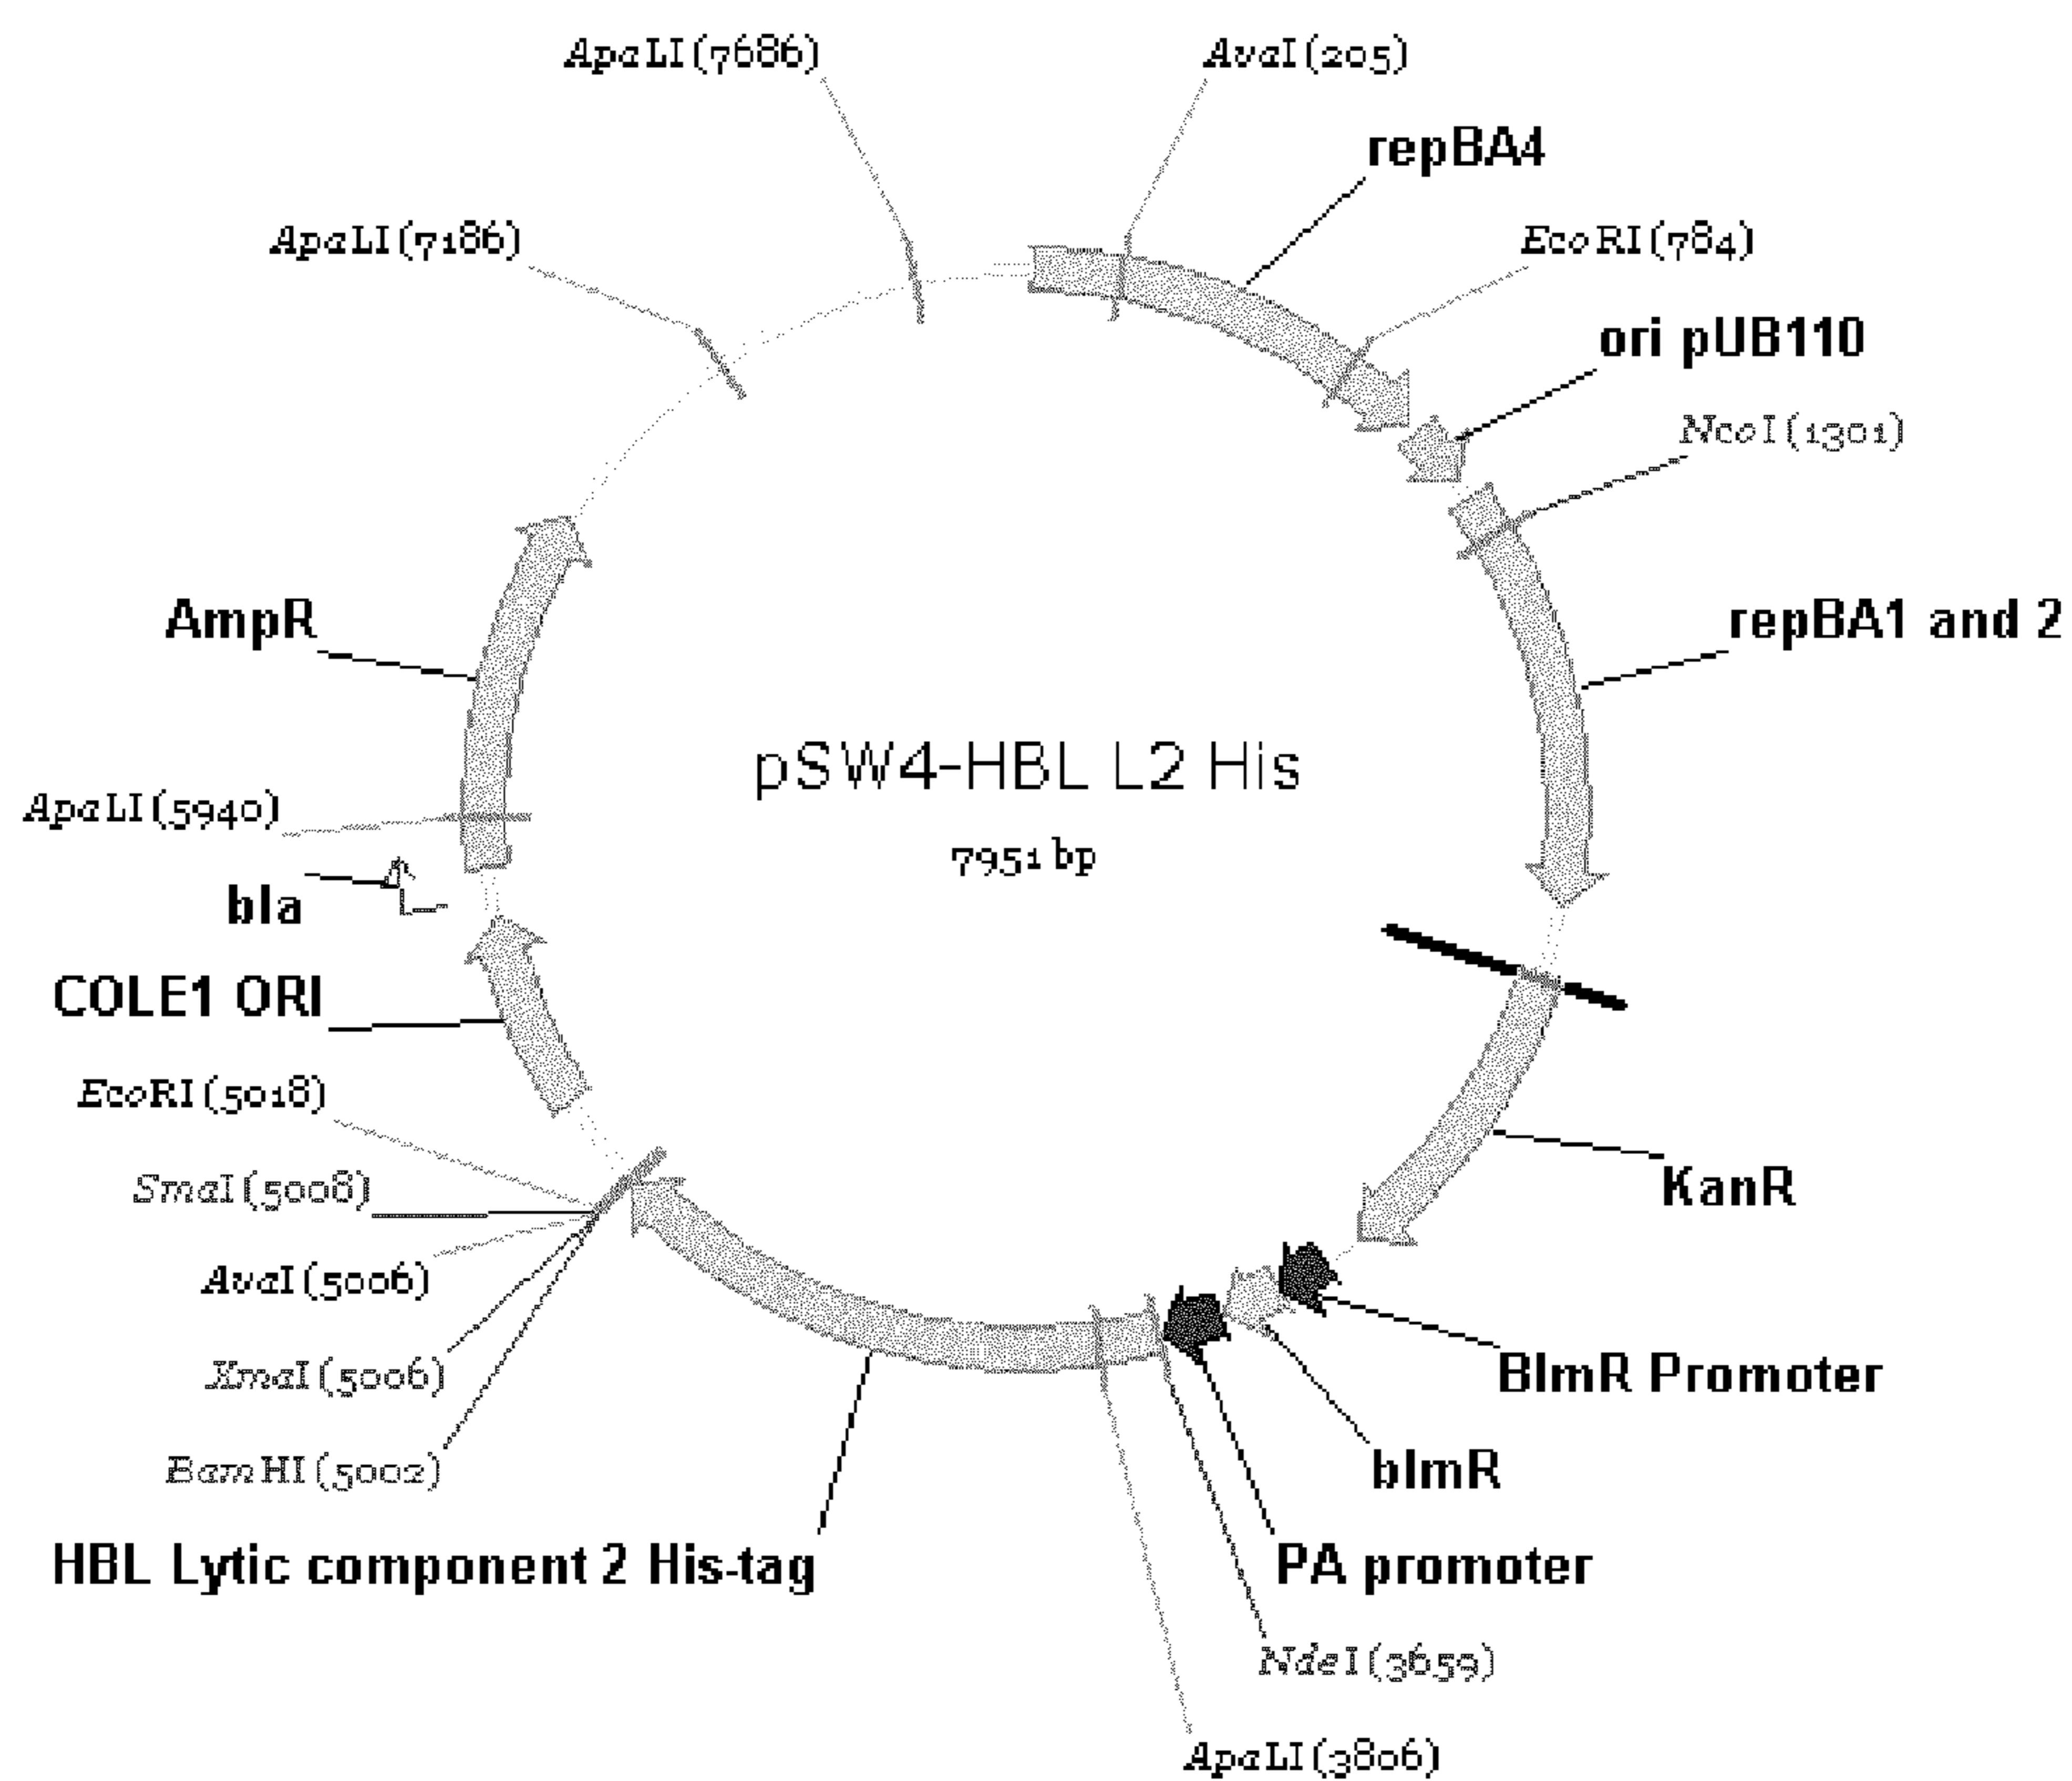 ApaLI(7686)
AvaI(205)
repBA4
ApaLI(7186)
EcoRI(784)
ori pUB110
NcoI(1301)
AmpR
repBA1 and 2
pSW4-HBL L2 His
ApaLI(5940)
7951 bp
bla
COLE1 ORI
EcoRI(5018)
SmaI(5008)
KanR
AvaI(5006)
XmaI(5006)
BlmR Promoter
BamHI(5002)
blmR
HBL Lytic component 2 His-tag
PA promoter
NdeI(3659)
ApaLI(3806)